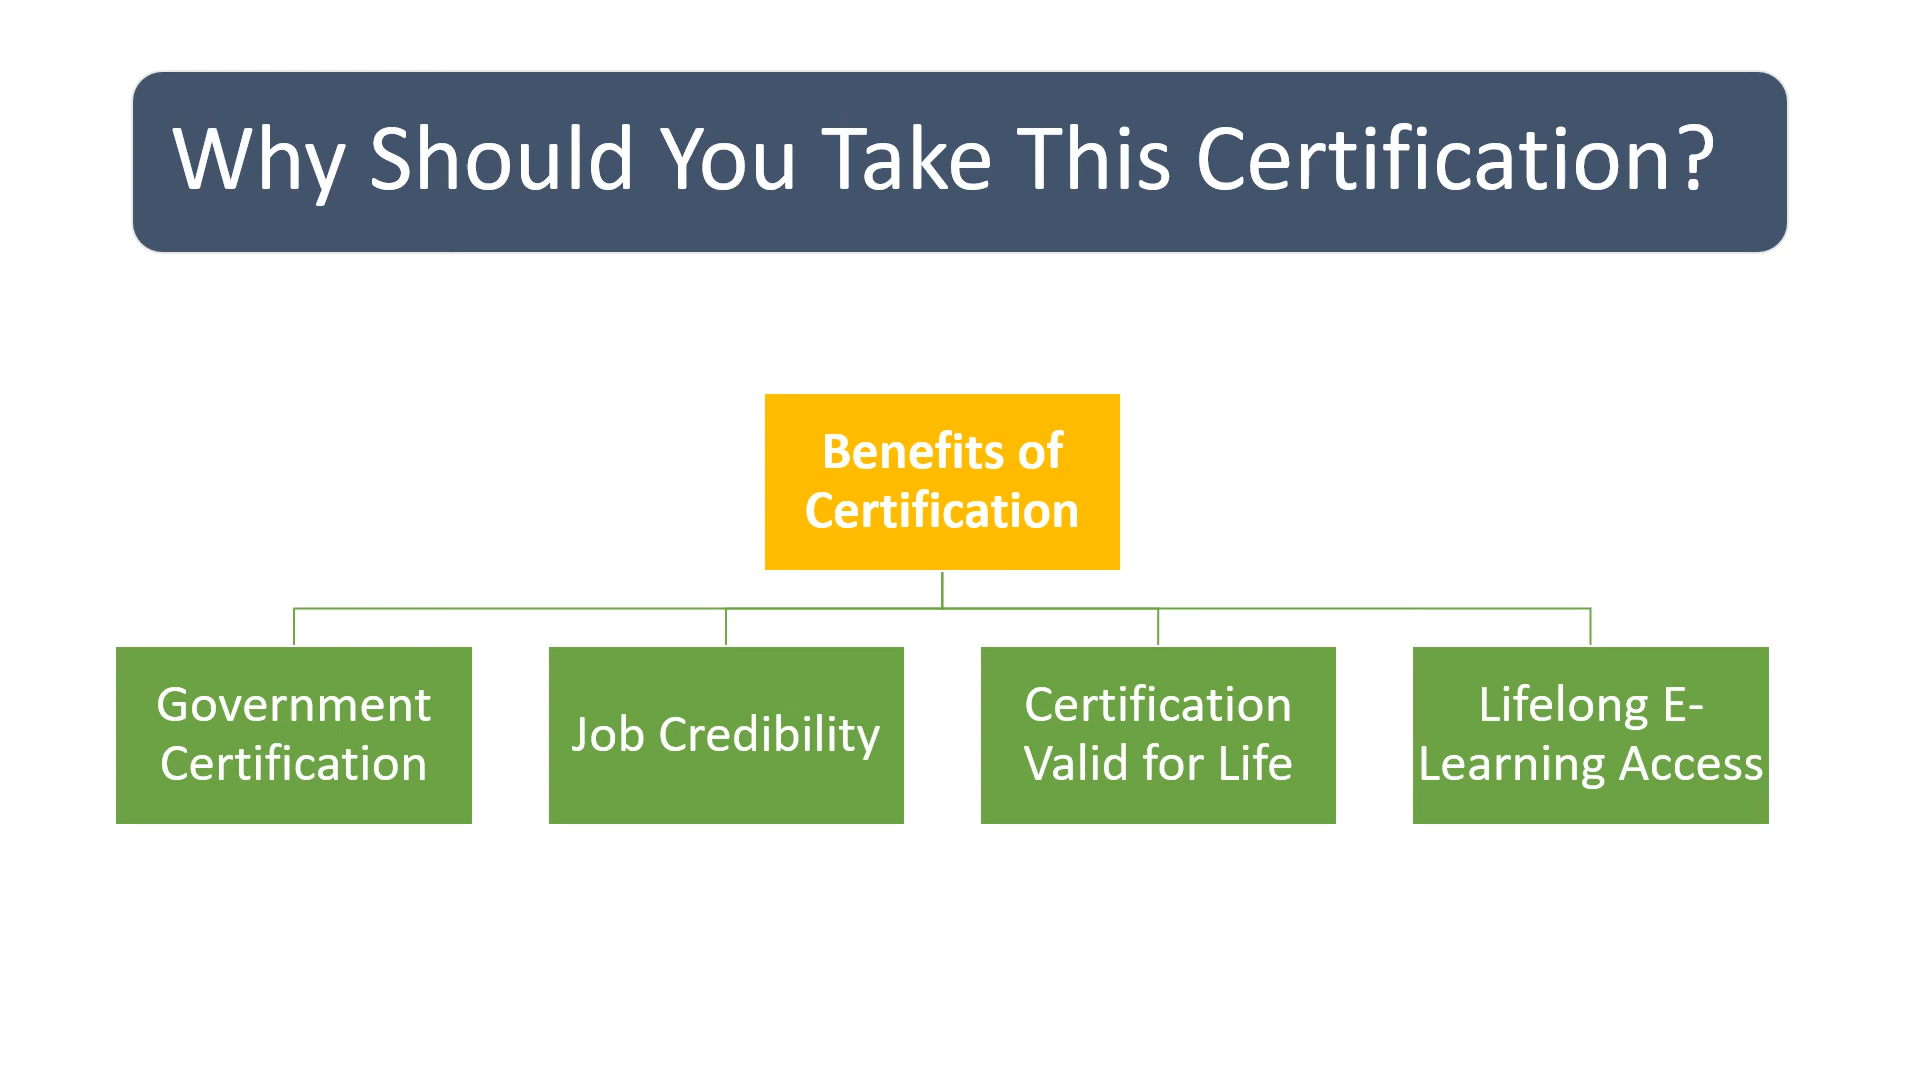 Why Should You Take This Certification?
Benefits of
Certification
Government
Certification
Job Credibility
Certification
Valid for Life
Lifelong E-
Learning Access